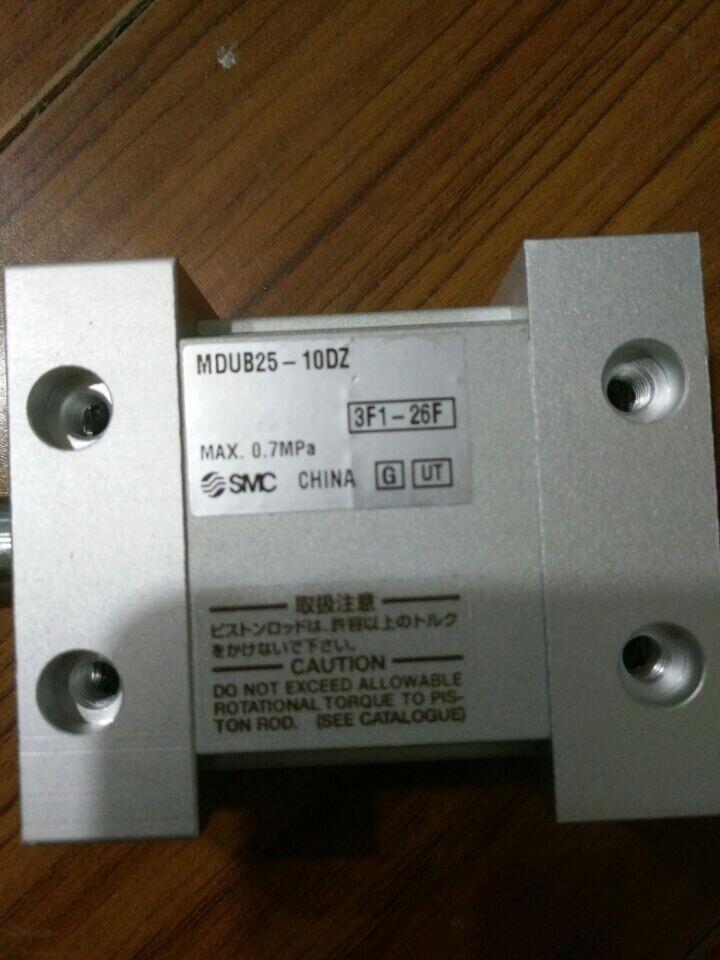 MDUB25-10DZ
3F1-26F
MAX. 0.7MPa
SMC CHINA G UT
取扱注意
ピストンロッドは、許容以上のトルク
をかけないで下さい。
CAUTION
DO NOT EXCEED ALLOWABLE
ROTATIONAL TORQUE TO PIS-
TON ROD. (SEE CATALOGUE)